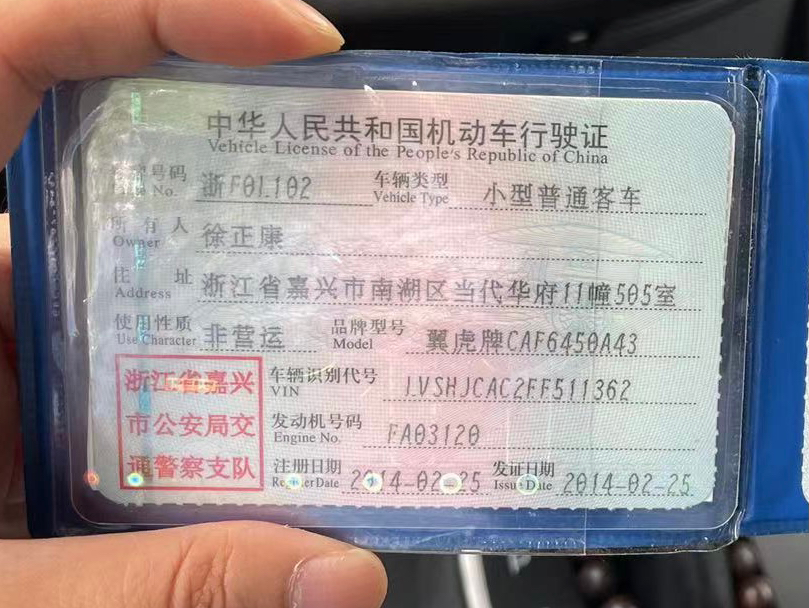 中华人民共和国机动车行驶证
Vehicle License of the People's Republic of China
号牌号码 浙F01102 车辆类型 小型普通客车
Plate No. Vehicle Type
所有人 徐正康
Owner
住址 浙江省嘉兴市南湖区当代华府11幢505室
Address
使用性质 非营运 品牌型号 翼虎牌CAF6450A43
Use Character Model
浙江省嘉兴 车辆识别代号 LVSHJCAC2FF511362
VIN
市公安局交 发动机号码 FA03120
Engine No.
通警察支队 注册日期 2014-02-25 发证日期 2014-02-25
Register Date Issue Date